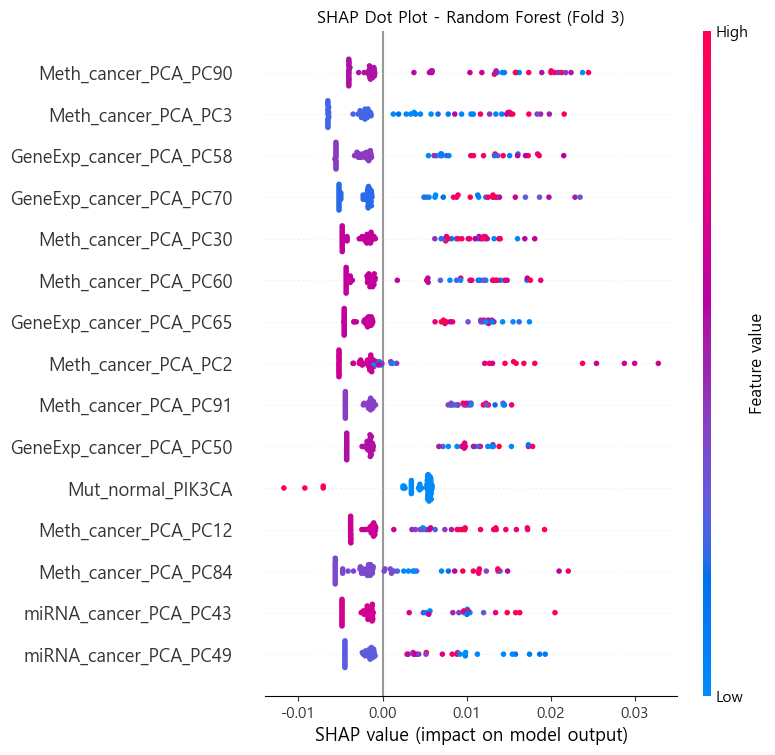 SHAP Dot Plot - Random Forest (Fold 3)
High
Meth_cancer_PCA_PC90
Meth_cancer_PCA_PC3
GeneExp_cancer_PCA_PC58
GeneExp_cancer_PCA_PC70
Meth_cancer_PCA_PC30
Meth_cancer_PCA_PC60
GeneExp_cancer_PCA_PC65
Meth_cancer_PCA_PC2
Meth_cancer_PCA_PC91
GeneExp_cancer_PCA_PC50
Mut_normal_PIK3CA
Meth_cancer_PCA_PC12
Meth_cancer_PCA_PC84
miRNA_cancer_PCA_PC43
miRNA_cancer_PCA_PC49
Feature value
Low
-0.01 0.00 0.01 0.02 0.03
SHAP value (impact on model output)